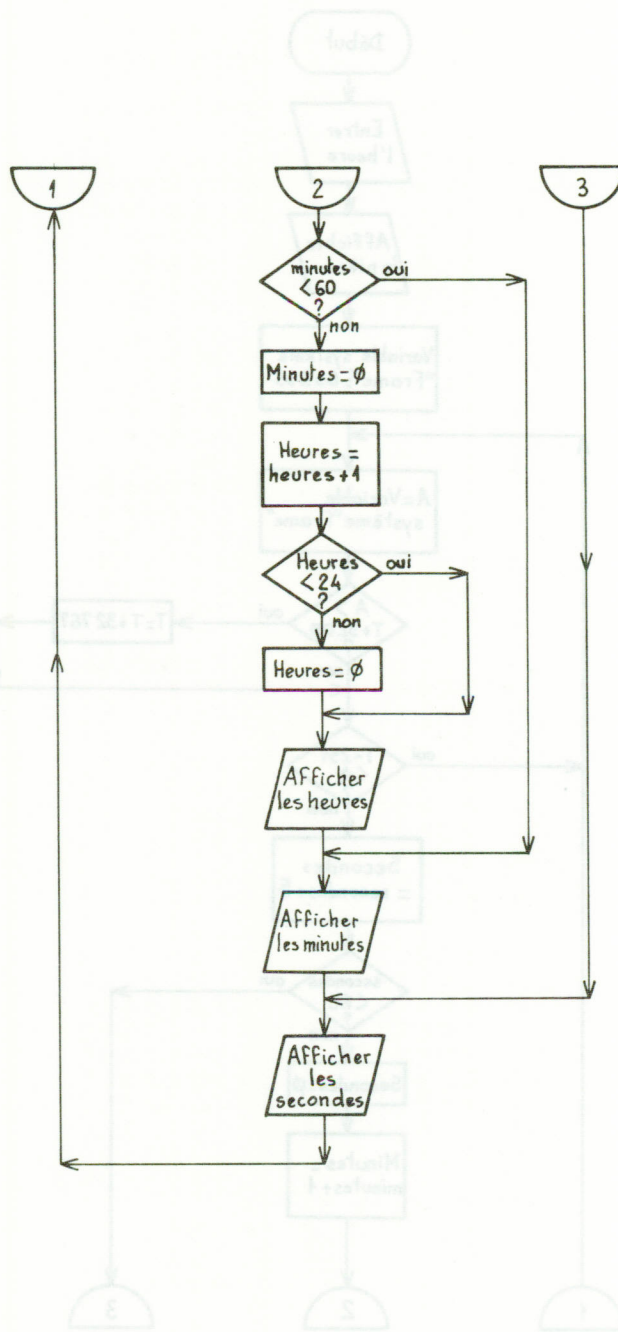 1
2
3
minutes
<60
?
oui
non
Minutes=ø
Heures =
heures+1
Heures
<24
?
oui
non
Heures=ø
Afficher
les heures
Afficher
les minutes
Afficher
les
secondes